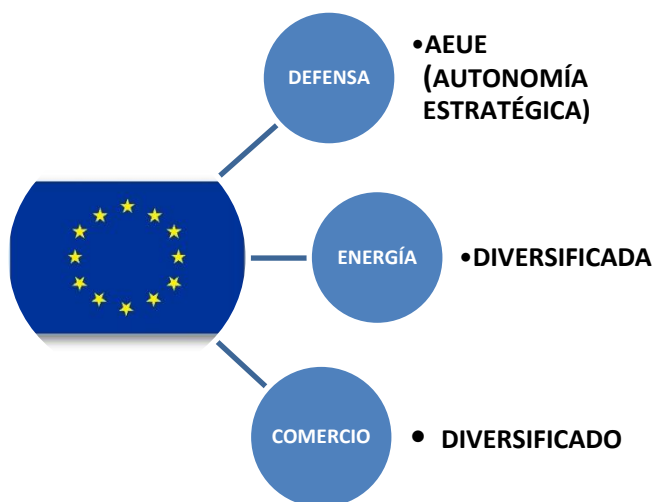 DEFENSA
•AEUE
(AUTONOMÍA
ESTRATÉGICA)
ENERGÍA
•DIVERSIFICADA
COMERCIO
• DIVERSIFICADO